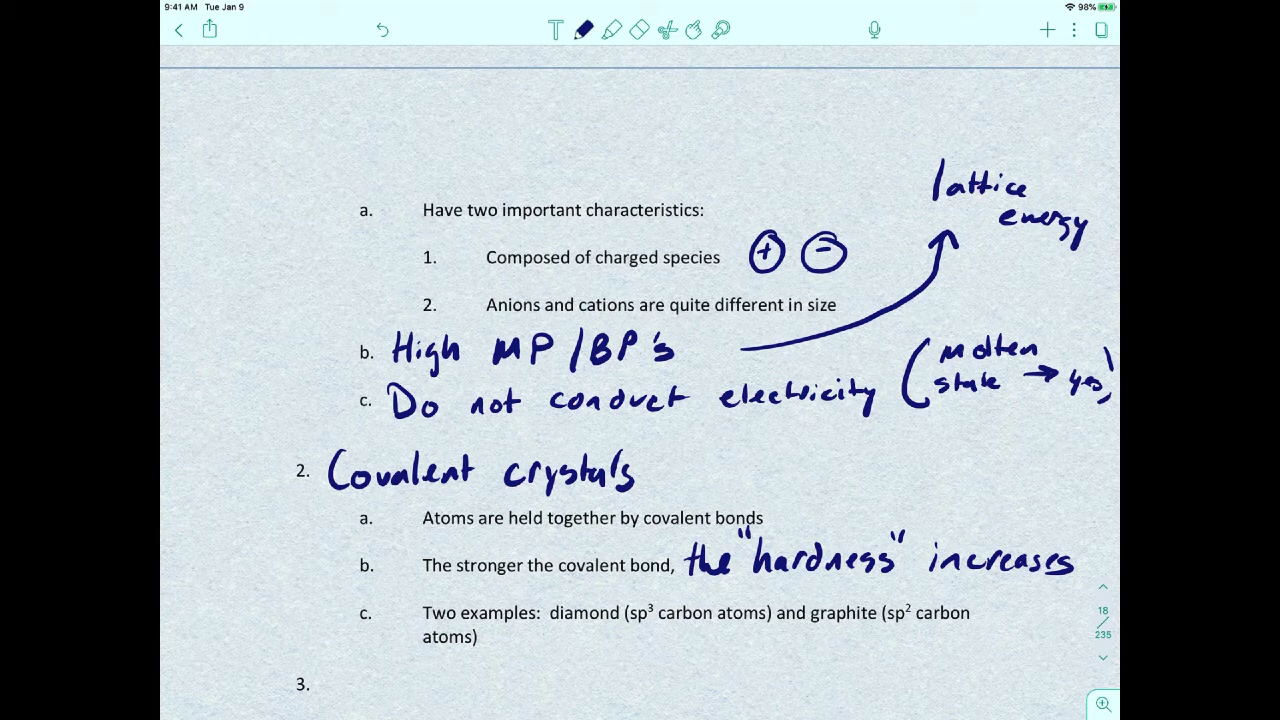 9:41 AM Tue Jan 9
98%
T
lattice
energy
a. Have two important characteristics:
1. Composed of charged species + -
2. Anions and cations are quite different in size
b. High MP/BP's
c. Do not conduct electricity (molten state → yes)
2. Covalent crystals
a. Atoms are held together by covalent bonds
b. The stronger the covalent bond, the "hardness" increases
c. Two examples: diamond (sp³ carbon atoms) and graphite (sp² carbon
atoms)
3.
18
/
235